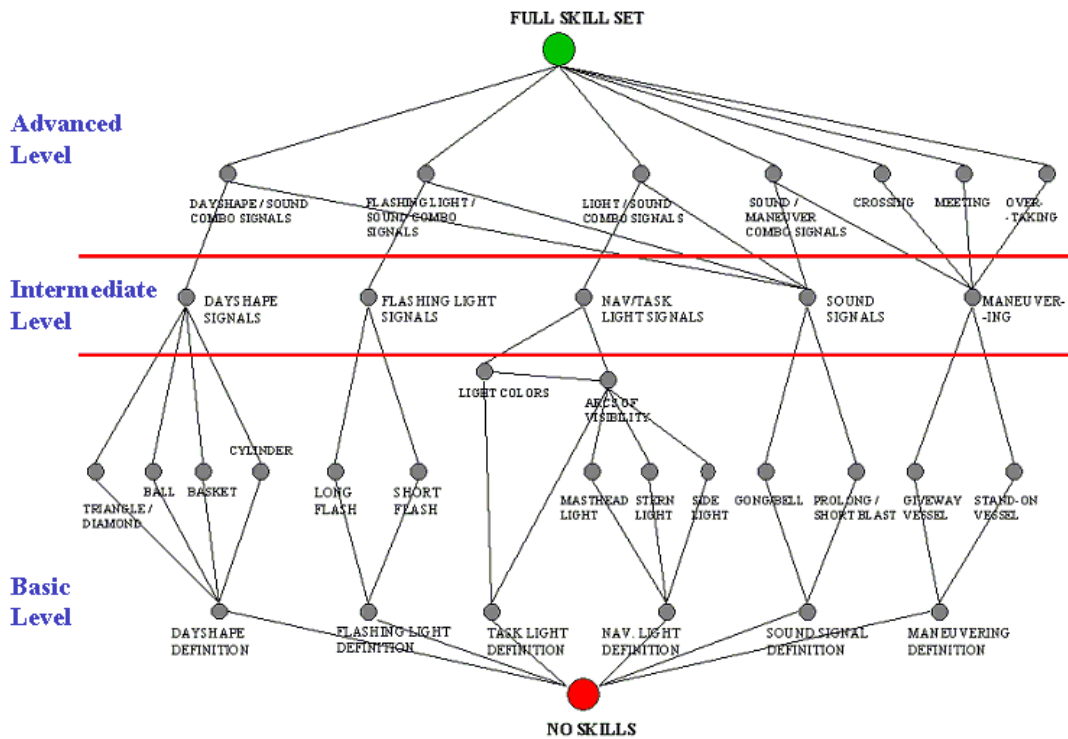 FULL SKILL SET
Advanced
Level
DAYSHAPE / SOUND
COMBO SIGNALS
FLASHING LIGHT /
SOUND COMBO
SIGNALS
LIGHT / SOUND
COMBO SIGNALS
SOUND /
MANEUVER
COMBO SIGNALS
CROSSING
MEETING
OVER-
-TAKING
Intermediate
Level
DAYSHAPE
SIGNALS
FLASHING LIGHT
SIGNALS
NAV/TASK
LIGHT SIGNALS
SOUND
SIGNALS
MANEUVER-
-ING
LIGHT COLORS
ARCS OF
VISIBILITY
CYLINDER
TRIANGLE /
DIAMOND
BALL
BASKET
LONG
FLASH
SHORT
FLASH
MASTHEAD
LIGHT
STERN
LIGHT
SIDE
LIGHT
GONG/BELL
PROLONG /
SHORT BLAST
GIVEWAY
VESSEL
STAND-ON
VESSEL
Basic
Level
DAYSHAPE
DEFINITION
FLASHING LIGHT
DEFINITION
TASK LIGHT
DEFINITION
NAV. LIGHT
DEFINITION
SOUND SIGNAL
DEFINITION
MANEUVERING
DEFINITION
NO SKILLS